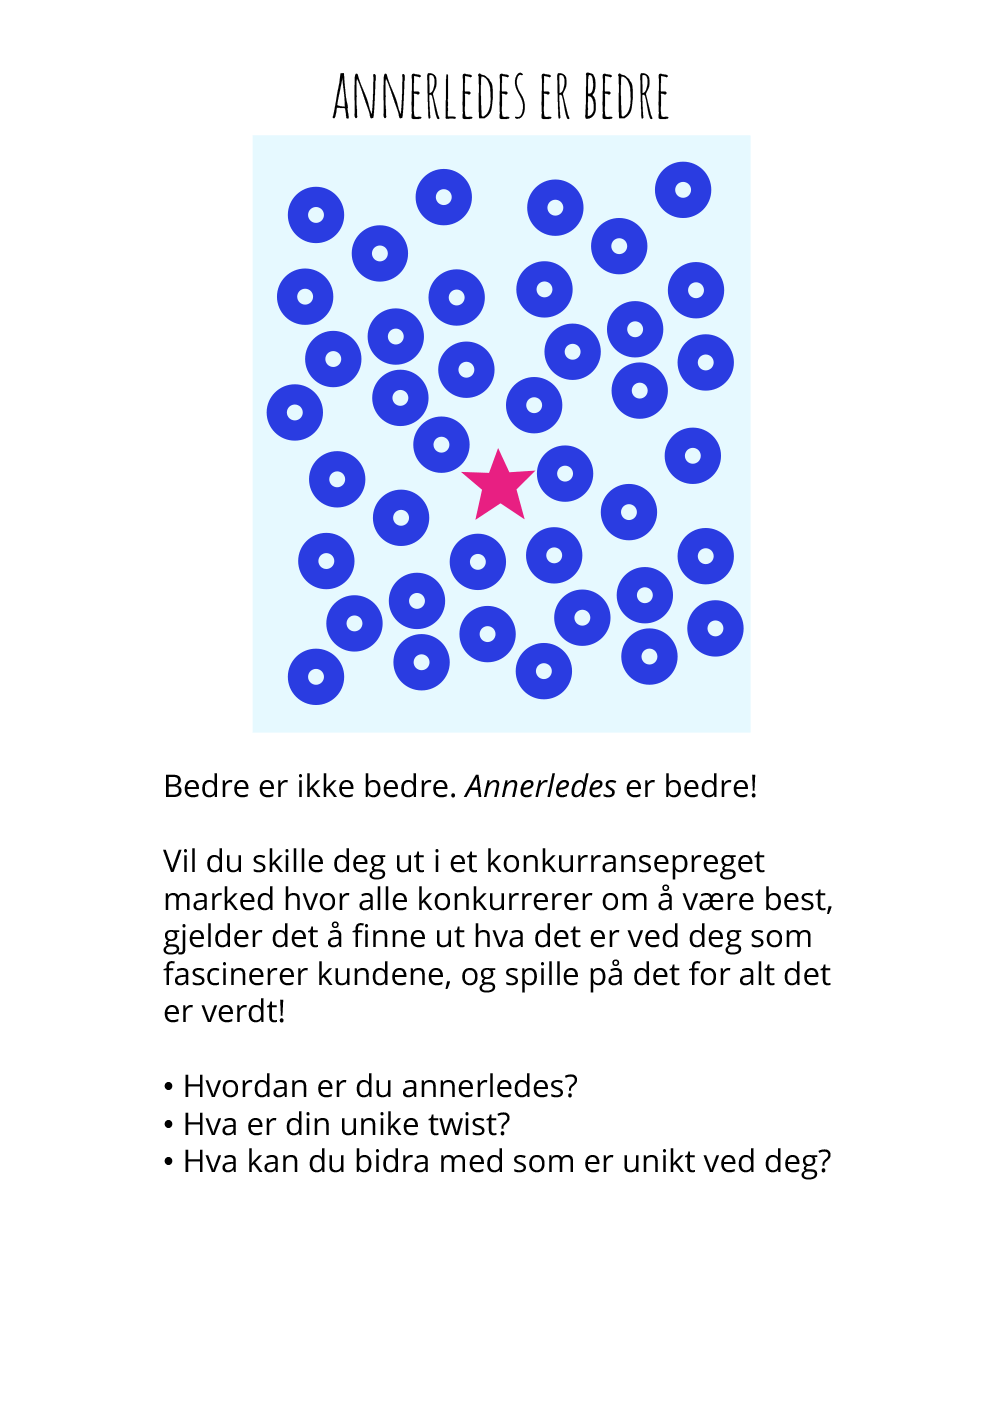 ANNERLEDES ER BEDRE
Bedre er ikke bedre. Annerledes er bedre!
Vil du skille deg ut i et konkurransepreget
marked hvor alle konkurrerer om å være best,
gjelder det å finne ut hva det er ved deg som
fascinerer kundene, og spille på det for alt det
er verdt!
• Hvordan er du annerledes?
• Hva er din unike twist?
• Hva kan du bidra med som er unikt ved deg?